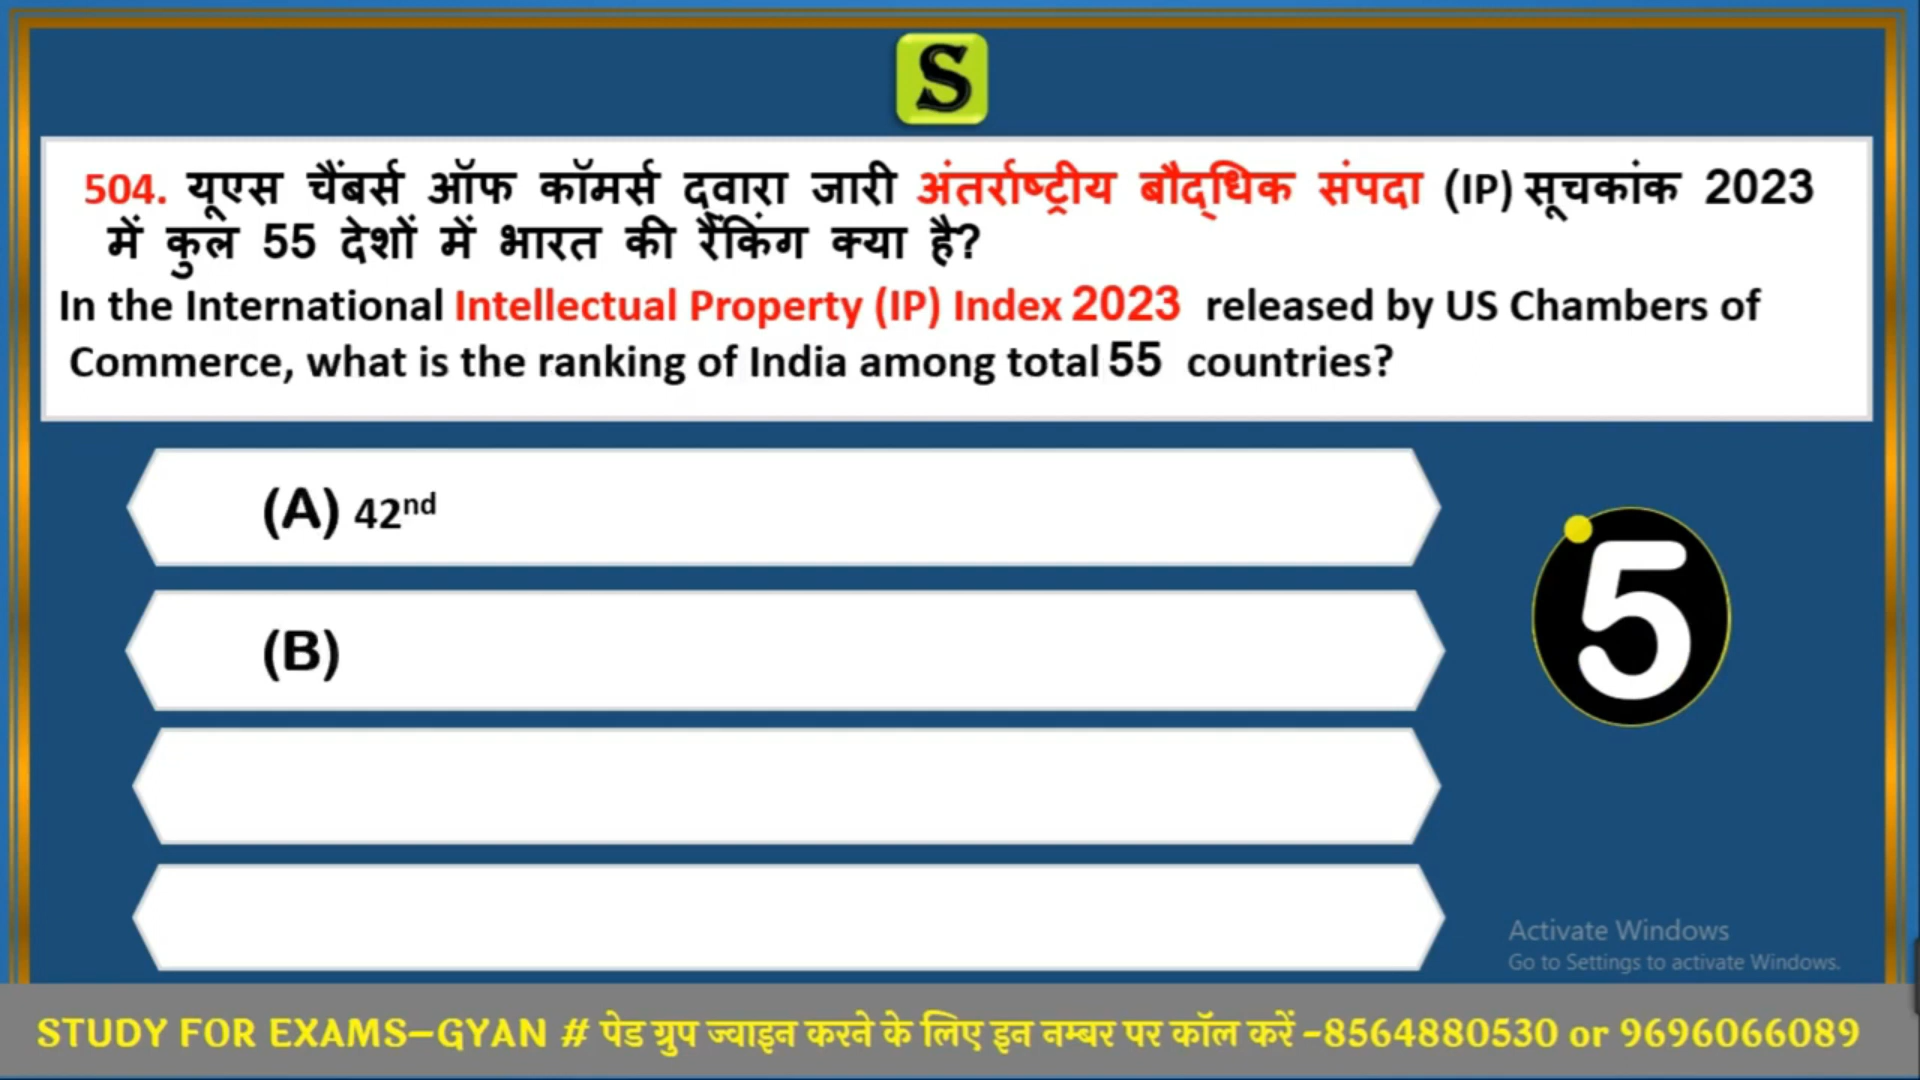 S
504. यूएस चैंबर्स ऑफ कॉमर्स द्वारा जारी अंतर्राष्ट्रीय बौद्धिक संपदा (IP) सूचकांक 2023
में कुल 55 देशों में भारत की रैंकिंग क्या है?
In the International Intellectual Property (IP) Index 2023 released by US Chambers of
Commerce, what is the ranking of India among total 55 countries?
(A) 42nd
(B)
5
Activate Windows
Go to Settings to activate Windows.
STUDY FOR EXAMS–GYAN # पेड ग्रुप ज्वाइन करने के लिए इन नम्बर पर कॉल करें -8564880530 or 9696066089